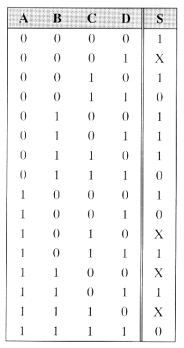 A B C D S
0 0 0 0 1
0 0 0 1 X
0 0 1 0 1
0 0 1 1 0
0 1 0 0 1
0 1 0 1 1
0 1 1 0 1
0 1 1 1 0
1 0 0 0 1
1 0 0 1 0
1 0 1 0 X
1 0 1 1 1
1 1 0 0 X
1 1 0 1 1
1 1 1 0 X
1 1 1 1 0